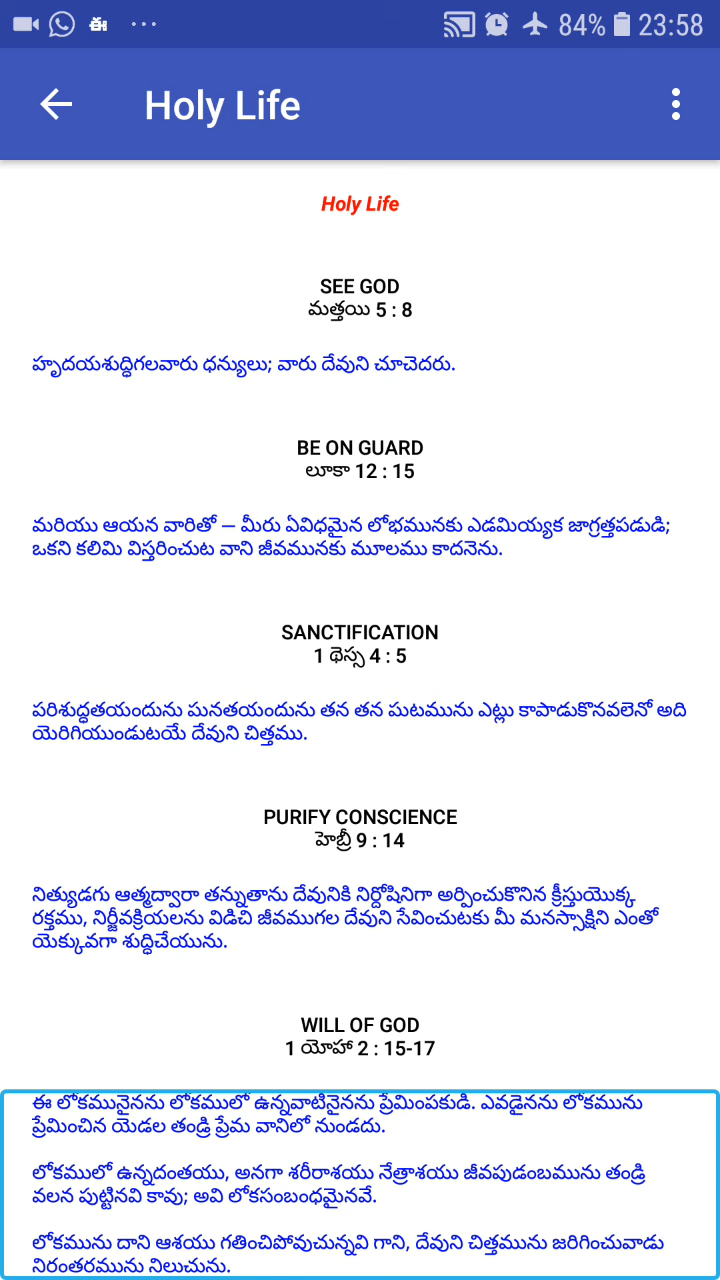 84% 23:58
Holy Life
Holy Life
SEE GOD
మత్తయి 5 : 8
హృదయశుద్ధిగలవారు ధన్యులు; వారు దేవుని చూచెదరు.
BE ON GUARD
లూకా 12 : 15
మరియు ఆయన వారితో — మీరు ఏవిధమైన లోభమునకు ఎడమియ్యక జాగ్రత్తపడుడి;
ఒకని కలిమి విస్తరించుట వాని జీవమునకు మూలము కాదనెను.
SANCTIFICATION
1 థెస్స 4 : 5
పరిశుద్ధతయందును ఘనతయందును తన తన ఘటమును ఎట్లు కాపాడుకొనవలెనో అది
యెరిగియుండుటయే దేవుని చిత్తము.
PURIFY CONSCIENCE
హెబ్రీ 9 : 14
నిత్యుడగు ఆత్మద్వారా తన్నుతాను దేవునికి నిర్దోషినిగా అర్పించుకొనిన క్రీస్తుయొక్క
రక్తము, నిర్జీవక్రియలను విడిచి జీవముగల దేవుని సేవించుటకు మీ మనస్సాక్షిని ఎంతో
యెక్కువగా శుద్ధిచేయును.
WILL OF GOD
1 యోహా 2 : 15-17
ఈ లోకమునైనను లోకములో ఉన్నవాటినైనను ప్రేమింపకుడి. ఎవడైనను లోకమును
ప్రేమించిన యెడల తండ్రి ప్రేమ వానిలో నుండదు.
లోకములో ఉన్నదంతయు, అనగా శరీరాశయు నేత్రాశయు జీవపుడంబమును తండ్రి
వలన పుట్టినవి కావు; అవి లోకసంబంధమైనవే.
లోకమును దాని ఆశయు గతించిపోవుచున్నవి గాని, దేవుని చిత్తమును జరిగించువాడు
నిరంతరమును నిలుచును.